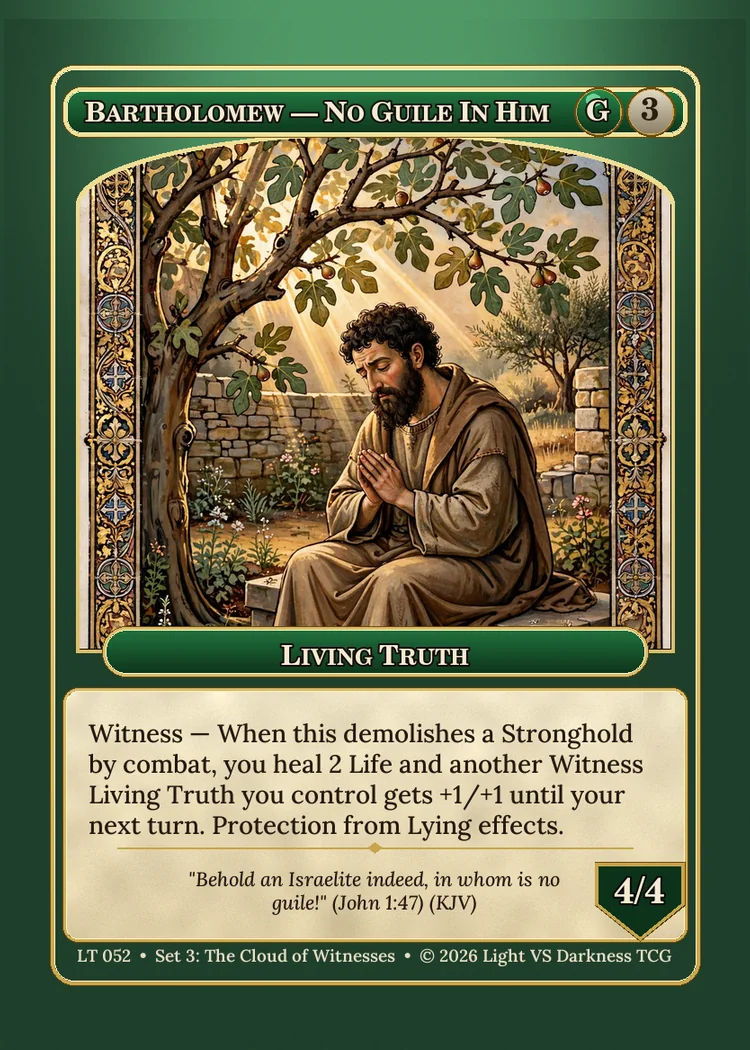 Bartholomew — No Guile In Him G 3
Living Truth
Witness — When this demolishes a Stronghold
by combat, you heal 2 Life and another Witness
Living Truth you control gets +1/+1 until your
next turn. Protection from Lying effects.
"Behold an Israelite indeed, in whom is no
guile!" (John 1:47) (KJV)
4/4
LT 052 • Set 3: The Cloud of Witnesses • © 2026 Light VS Darkness TCG